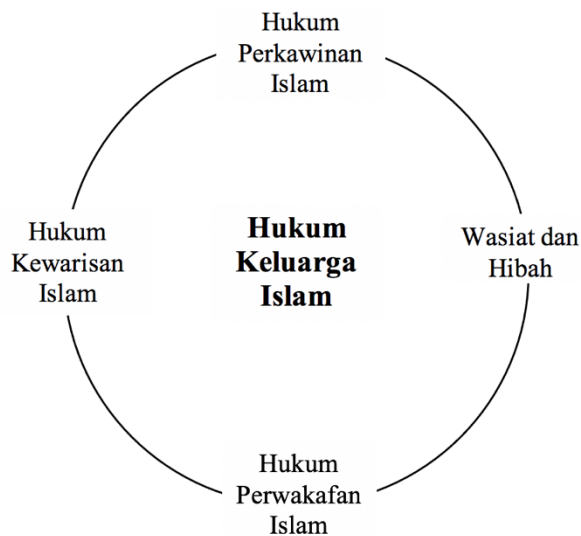 Hukum
Perkawinan
Islam
Hukum
Kewarisan
Islam
Hukum
Keluarga
Islam
Wasiat dan
Hibah
Hukum
Perwakafan
Islam